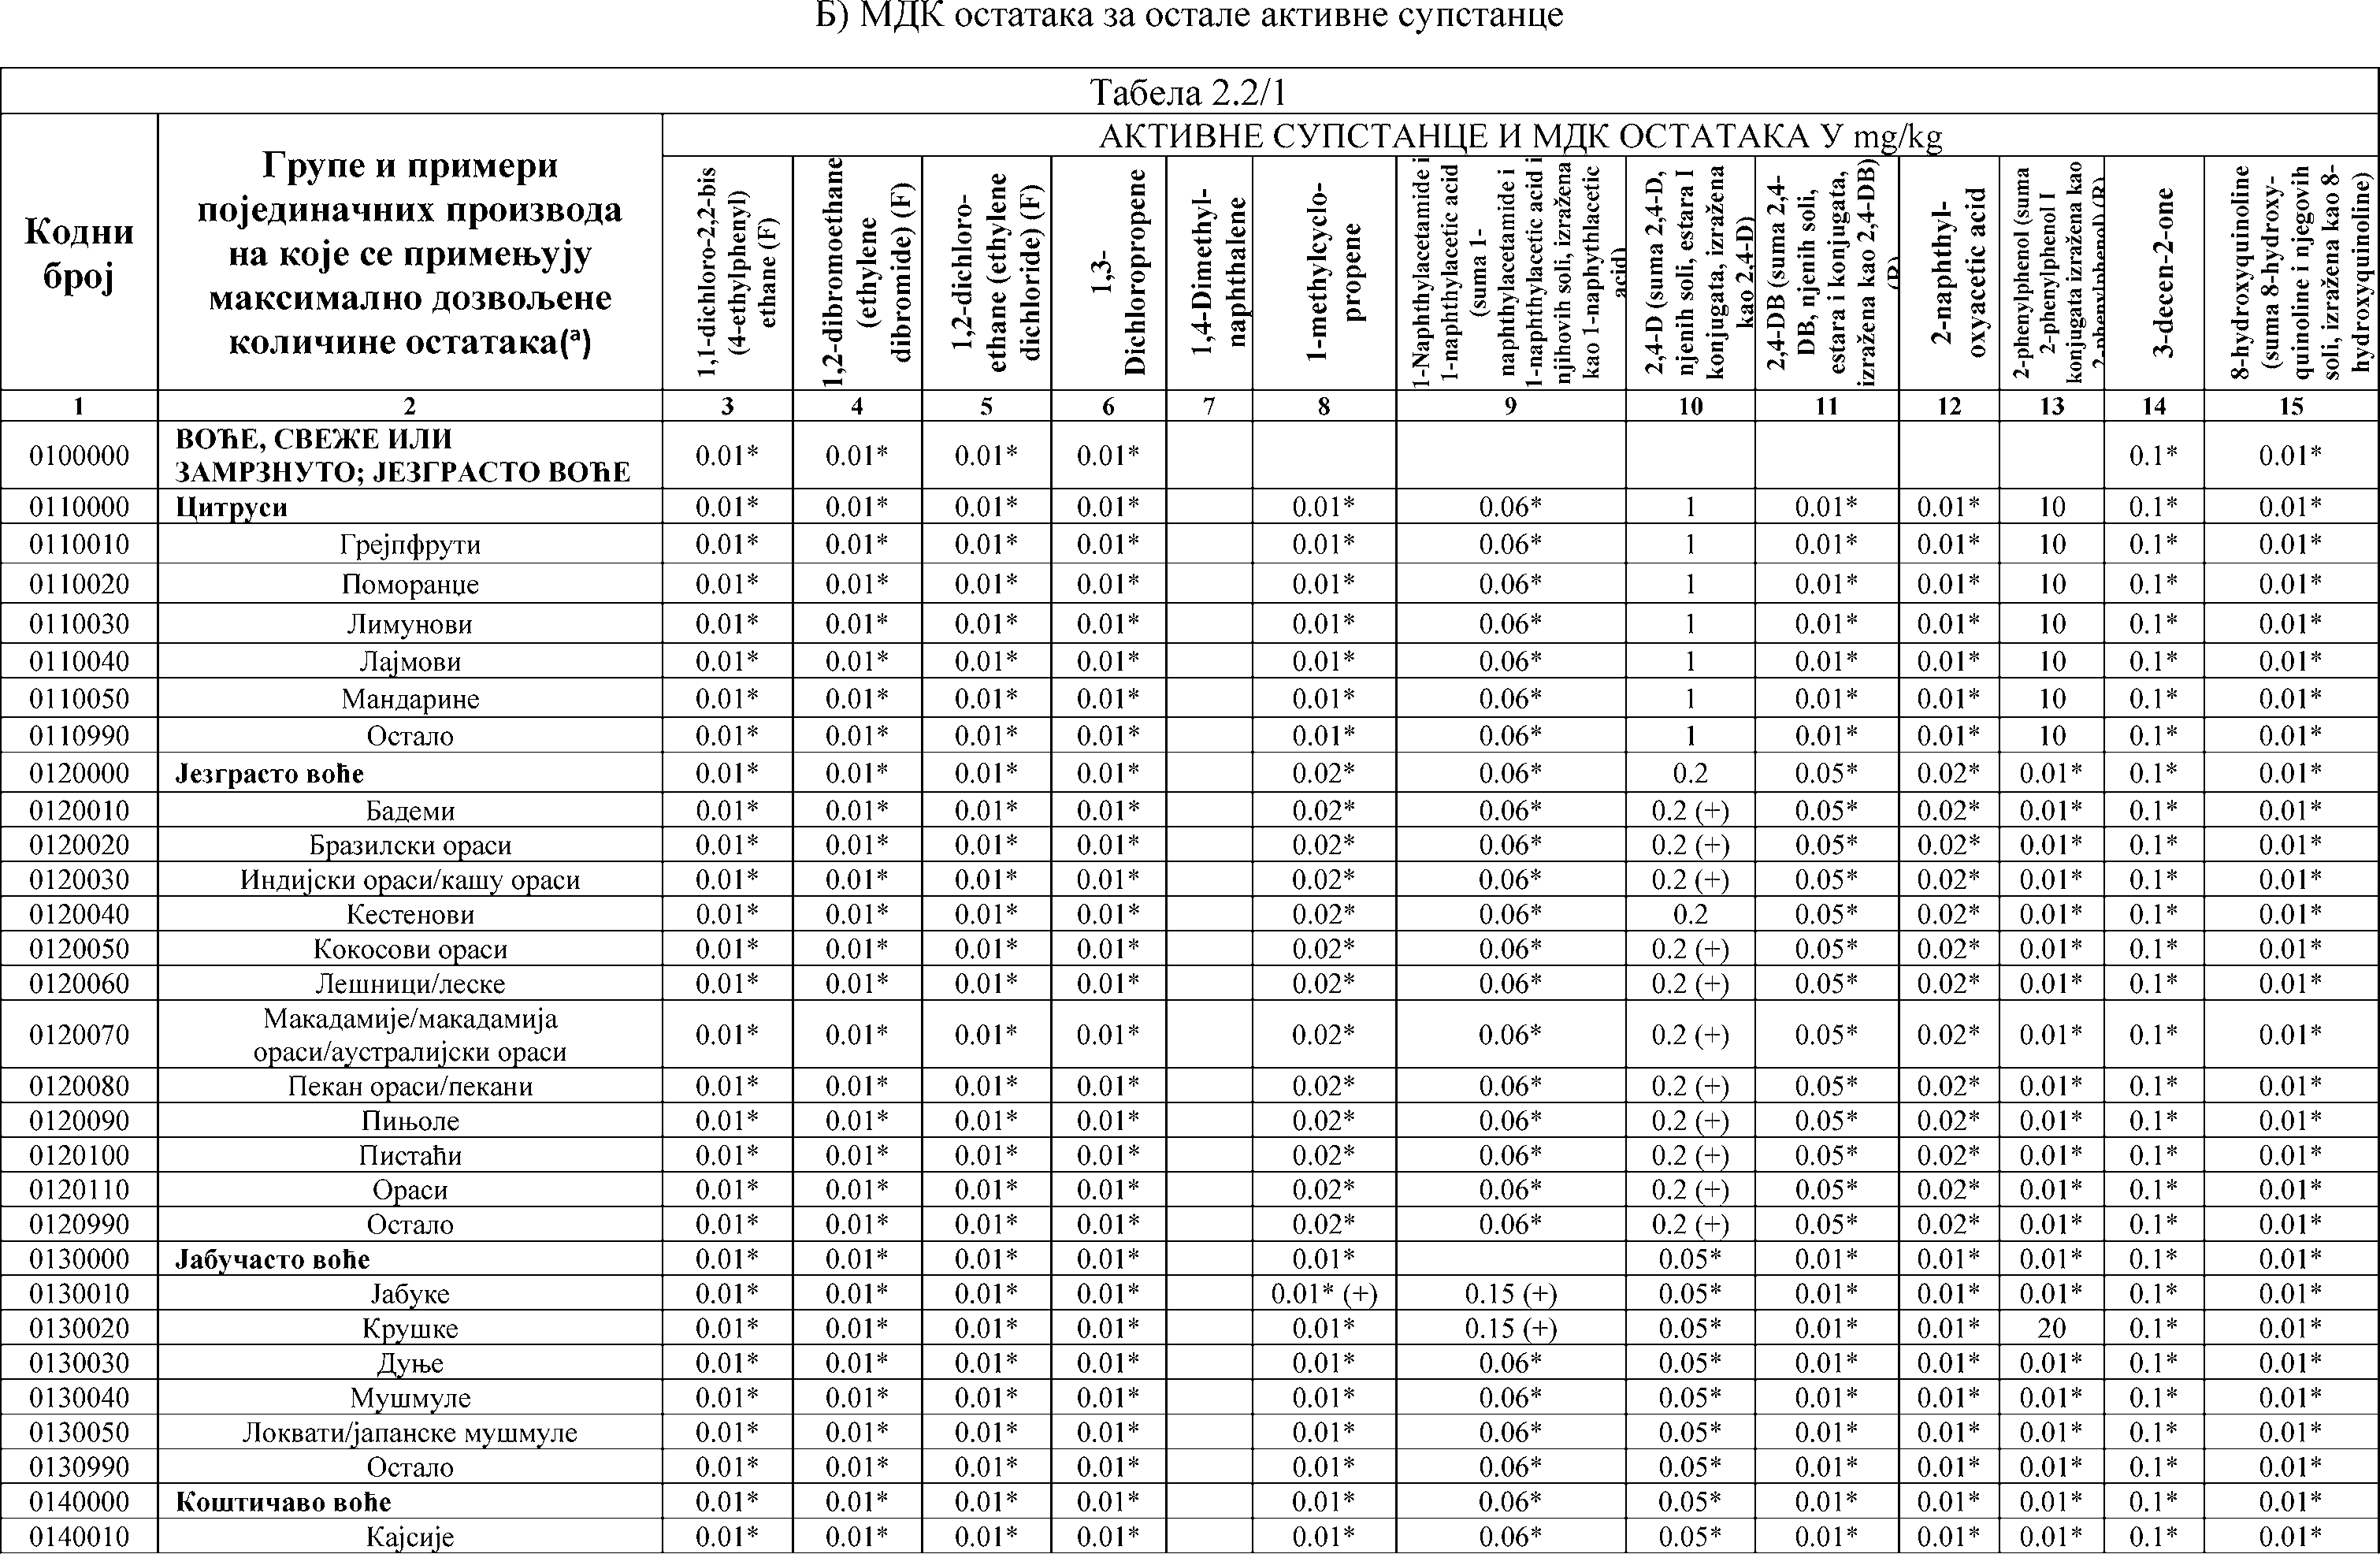 Б) МДК остатака за остале активне супстанце
Табела 2.2/1
Кодни број
Групе и примери
појединачних производа
на које се примењују
максимално дозвољене
количине остатака(ᵃ)
АКТИВНЕ СУПСТАНЦЕ И МДК ОСТАТАКА У mg/kg
1,1-dichloro-2,2-bis
(4-ethylphenyl)
ethane (F)
1,2-dibromoethane
(ethylene
dibromide) (F)
1,2-dichloro-
ethane (ethylene
dichloride) (F)
1,3-
Dichloropropene
1,4-Dimethyl-
naphthalene
1-methylcyclo-
propene
1-Naphthylacetamide i
1-naphthylacetic acid
(suma 1-
naphthylacetamide i
1-naphthylacetic acid i
njihovih soli, izražena
kao 1-naphythlacetic
acid)
2,4-D (suma 2,4-D,
njenih soli, estara I
konjugata, izražena
kao 2,4-D)
2,4-DB (suma 2,4-
DB, njenih soli,
estara i konjugata,
izražena kao 2,4-DB)
(R)
2-naphthyl-
oxyacetic acid
2-phenylphenol (suma
2-phenylphenol I
konjugata izražena kao
2-phenylphenol) (R)
3-decen-2-one
8-hydroxyquinoline
(suma 8-hydroxy-
quinoline i njegovih
soli, izražena kao 8-
hydroxyquinoline)
1 2 3 4 5 6 7 8 9 10 11 12 13 14 15
0100000 ВОЋЕ, СВЕЖЕ ИЛИ
ЗАМРЗНУТО; ЈЕЗГРАСТО ВОЋЕ 0.01* 0.01* 0.01* 0.01* 0.1* 0.01*
0110000 Цитруси 0.01* 0.01* 0.01* 0.01* 0.01* 0.06* 1 0.01* 0.01* 10 0.1* 0.01*
0110010 Грејпфрути 0.01* 0.01* 0.01* 0.01* 0.01* 0.06* 1 0.01* 0.01* 10 0.1* 0.01*
0110020 Поморанџе 0.01* 0.01* 0.01* 0.01* 0.01* 0.06* 1 0.01* 0.01* 10 0.1* 0.01*
0110030 Лимунови 0.01* 0.01* 0.01* 0.01* 0.01* 0.06* 1 0.01* 0.01* 10 0.1* 0.01*
0110040 Лајмови 0.01* 0.01* 0.01* 0.01* 0.01* 0.06* 1 0.01* 0.01* 10 0.1* 0.01*
0110050 Мандарине 0.01* 0.01* 0.01* 0.01* 0.01* 0.06* 1 0.01* 0.01* 10 0.1* 0.01*
0110990 Остало 0.01* 0.01* 0.01* 0.01* 0.01* 0.06* 1 0.01* 0.01* 10 0.1* 0.01*
0120000 Језграсто воће 0.01* 0.01* 0.01* 0.01* 0.02* 0.06* 0.2 0.05* 0.02* 0.01* 0.1* 0.01*
0120010 Бадеми 0.01* 0.01* 0.01* 0.01* 0.02* 0.06* 0.2 (+) 0.05* 0.02* 0.01* 0.1* 0.01*
0120020 Бразилски ораси 0.01* 0.01* 0.01* 0.01* 0.02* 0.06* 0.2 (+) 0.05* 0.02* 0.01* 0.1* 0.01*
0120030 Индијски ораси/кашу ораси 0.01* 0.01* 0.01* 0.01* 0.02* 0.06* 0.2 (+) 0.05* 0.02* 0.01* 0.1* 0.01*
0120040 Кестенови 0.01* 0.01* 0.01* 0.01* 0.02* 0.06* 0.2 0.05* 0.02* 0.01* 0.1* 0.01*
0120050 Кокосови ораси 0.01* 0.01* 0.01* 0.01* 0.02* 0.06* 0.2 (+) 0.05* 0.02* 0.01* 0.1* 0.01*
0120060 Лешници/леске 0.01* 0.01* 0.01* 0.01* 0.02* 0.06* 0.2 (+) 0.05* 0.02* 0.01* 0.1* 0.01*
0120070 Макадамије/макадамија
ораси/аустралијски ораси 0.01* 0.01* 0.01* 0.01* 0.02* 0.06* 0.2 (+) 0.05* 0.02* 0.01* 0.1* 0.01*
0120080 Пекан ораси/пекани 0.01* 0.01* 0.01* 0.01* 0.02* 0.06* 0.2 (+) 0.05* 0.02* 0.01* 0.1* 0.01*
0120090 Пињоле 0.01* 0.01* 0.01* 0.01* 0.02* 0.06* 0.2 (+) 0.05* 0.02* 0.01* 0.1* 0.01*
0120100 Пистаћи 0.01* 0.01* 0.01* 0.01* 0.02* 0.06* 0.2 (+) 0.05* 0.02* 0.01* 0.1* 0.01*
0120110 Ораси 0.01* 0.01* 0.01* 0.01* 0.02* 0.06* 0.2 (+) 0.05* 0.02* 0.01* 0.1* 0.01*
0120990 Остало 0.01* 0.01* 0.01* 0.01* 0.02* 0.06* 0.2 (+) 0.05* 0.02* 0.01* 0.1* 0.01*
0130000 Јабучасто воће 0.01* 0.01* 0.01* 0.01* 0.01* 0.05* 0.01* 0.01* 0.01* 0.1* 0.01*
0130010 Јабуке 0.01* 0.01* 0.01* 0.01* 0.01* (+) 0.15 (+) 0.05* 0.01* 0.01* 0.01* 0.1* 0.01*
0130020 Крушке 0.01* 0.01* 0.01* 0.01* 0.01* 0.15 (+) 0.05* 0.01* 0.01* 20 0.1* 0.01*
0130030 Дуње 0.01* 0.01* 0.01* 0.01* 0.01* 0.06* 0.05* 0.01* 0.01* 0.01* 0.1* 0.01*
0130040 Мушмуле 0.01* 0.01* 0.01* 0.01* 0.01* 0.06* 0.05* 0.01* 0.01* 0.01* 0.1* 0.01*
0130050 Локвати/јапанске мушмуле 0.01* 0.01* 0.01* 0.01* 0.01* 0.06* 0.05* 0.01* 0.01* 0.01* 0.1* 0.01*
0130990 Остало 0.01* 0.01* 0.01* 0.01* 0.01* 0.06* 0.05* 0.01* 0.01* 0.01* 0.1* 0.01*
0140000 Коштичаво воће 0.01* 0.01* 0.01* 0.01* 0.01* 0.06* 0.05* 0.01* 0.01* 0.01* 0.1* 0.01*
0140010 Кајсије 0.01* 0.01* 0.01* 0.01* 0.01* 0.06* 0.05* 0.01* 0.01* 0.01* 0.1* 0.01*